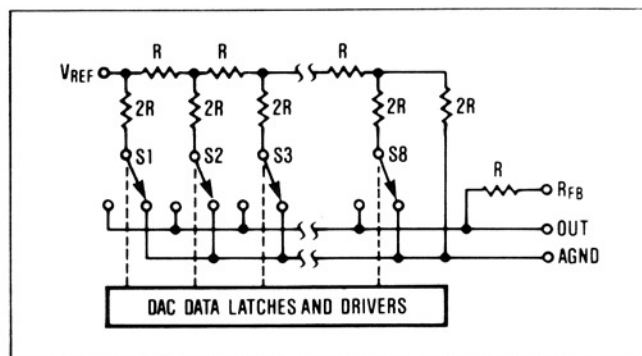 R R R
VREF
2R 2R 2R 2R 2R
S1 S2 S3 S8
R
RFB
OUT
AGND
DAC DATA LATCHES AND DRIVERS